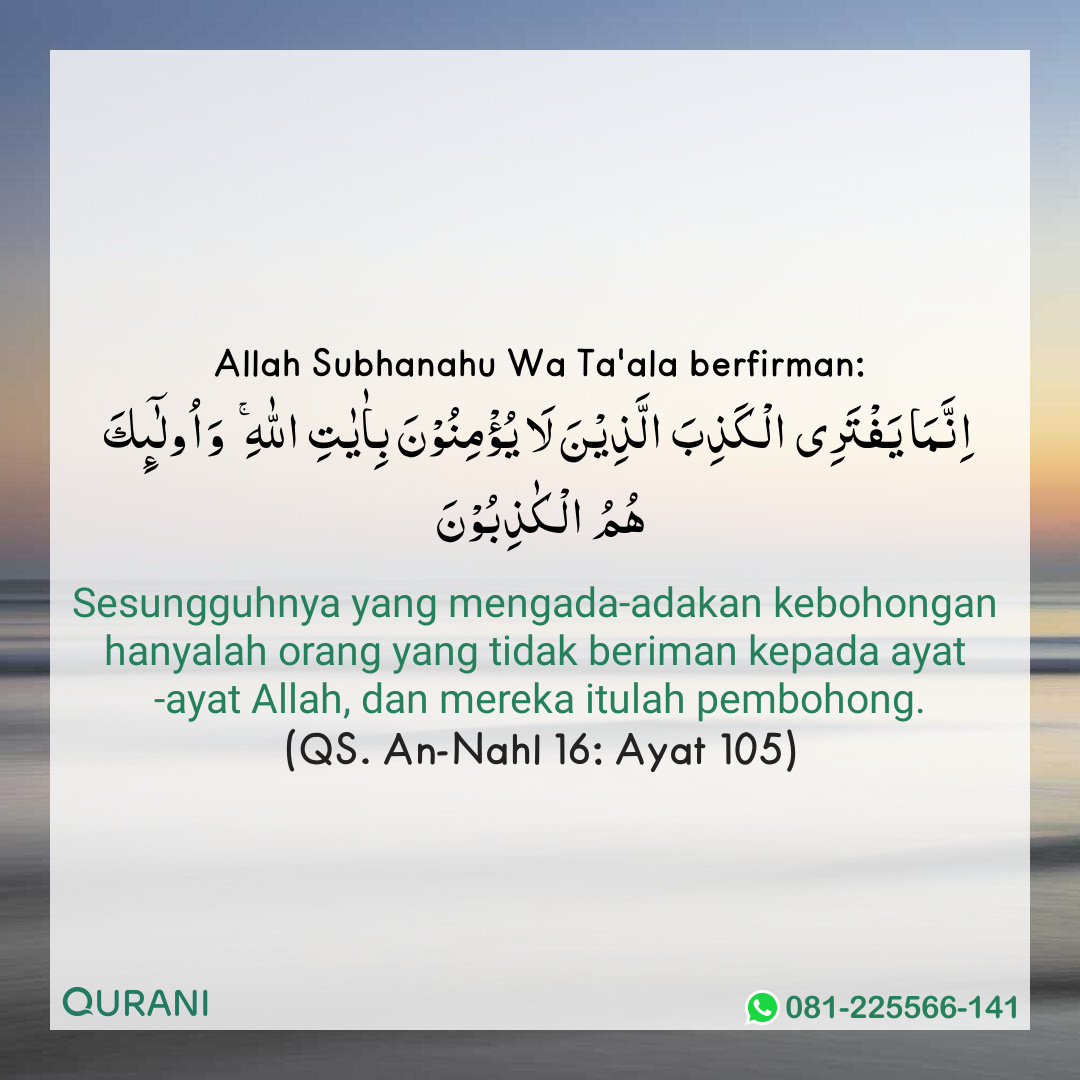 Allah Subhanahu Wa Ta'ala berfirman:
اِنَّمَا يَفْتَرِى الْكَذِبَ الَّذِيْنَ لَا يُؤْمِنُوْنَ بِاٰيٰتِ اللّٰهِ ۚ وَاُولٰٓئِكَ
هُمُ الْكٰذِبُوْنَ
Sesungguhnya yang mengada-adakan kebohongan
hanyalah orang yang tidak beriman kepada ayat
-ayat Allah, dan mereka itulah pembohong.
(QS. An-Nahl 16: Ayat 105)
QURANI
081-225566-141